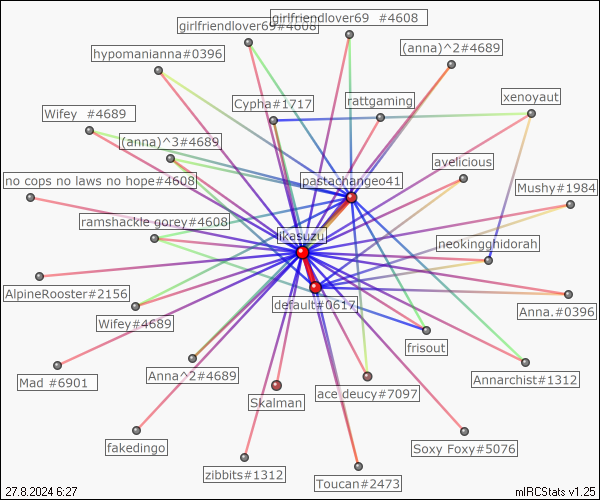 girlfriendlover69#4608
girlfriendlover69  #4608
hypomanianna#0396
(anna)^2#4689
Cypha#1717
rattgaming
xenoyaut
Wifey  #4689
(anna)^3#4689
avelicious
no cops no laws no hope#4608
pastachangeo41
Mushy#1984
ramshackle gorey#4608
ikasuzu
neokingghidorah
AlpineRooster#2156
default#0617
Anna.#0396
Wifey#4689
frisout
Mad #6901
Anna^2#4689
Skalman
ace deucy#7097
Annarchist#1312
fakedingo
zibbits#1312
Toucan#2473
Soxy Foxy#5076
27.8.2024 6:27
mIRCStats v1.25